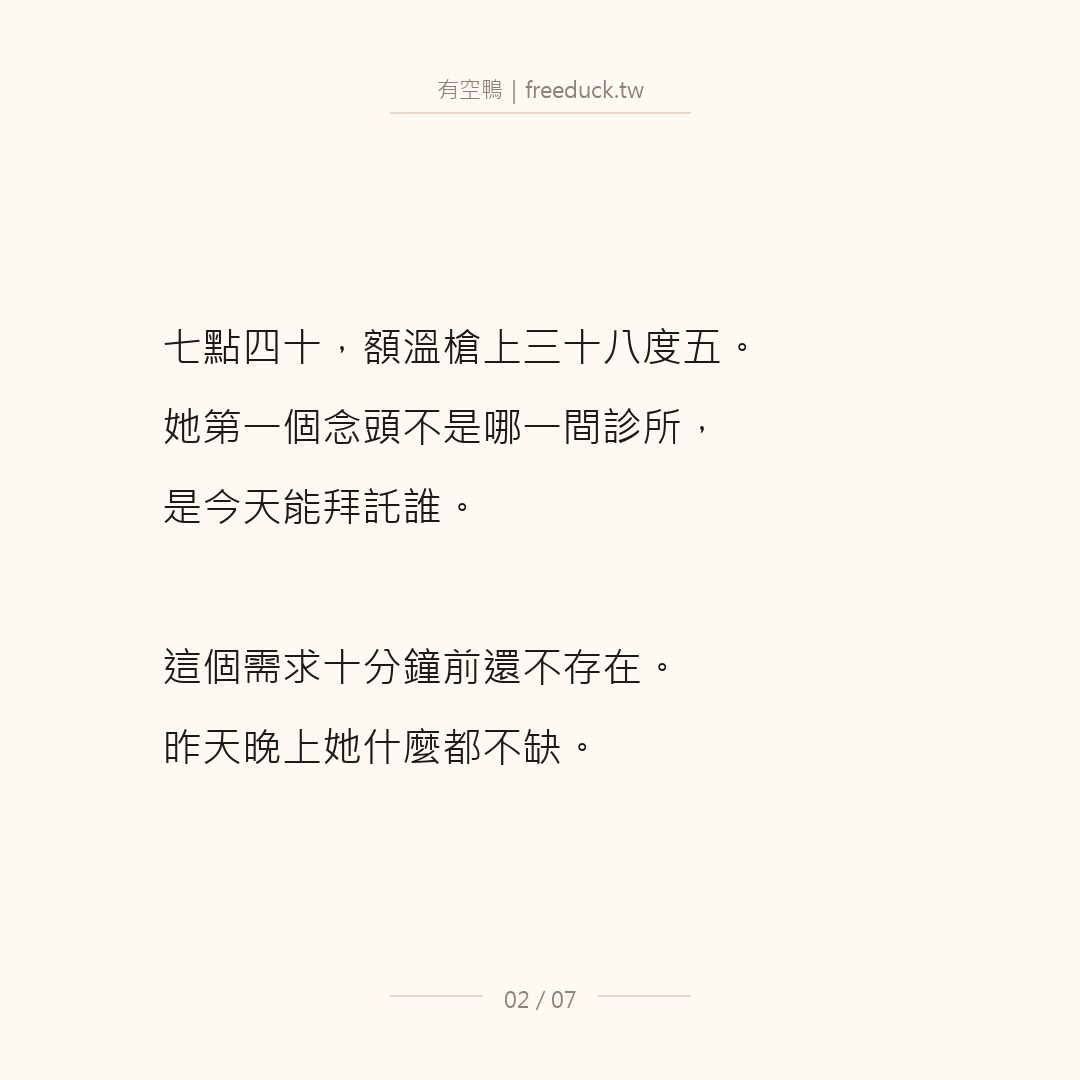 有空鴨 | freeduck.tw
七點四十，額溫槍上三十八度五。
她第一個念頭不是哪一間診所，
是今天能拜託誰。
這個需求十分鐘前還不存在。
昨天晚上她什麼都不缺。
02 / 07